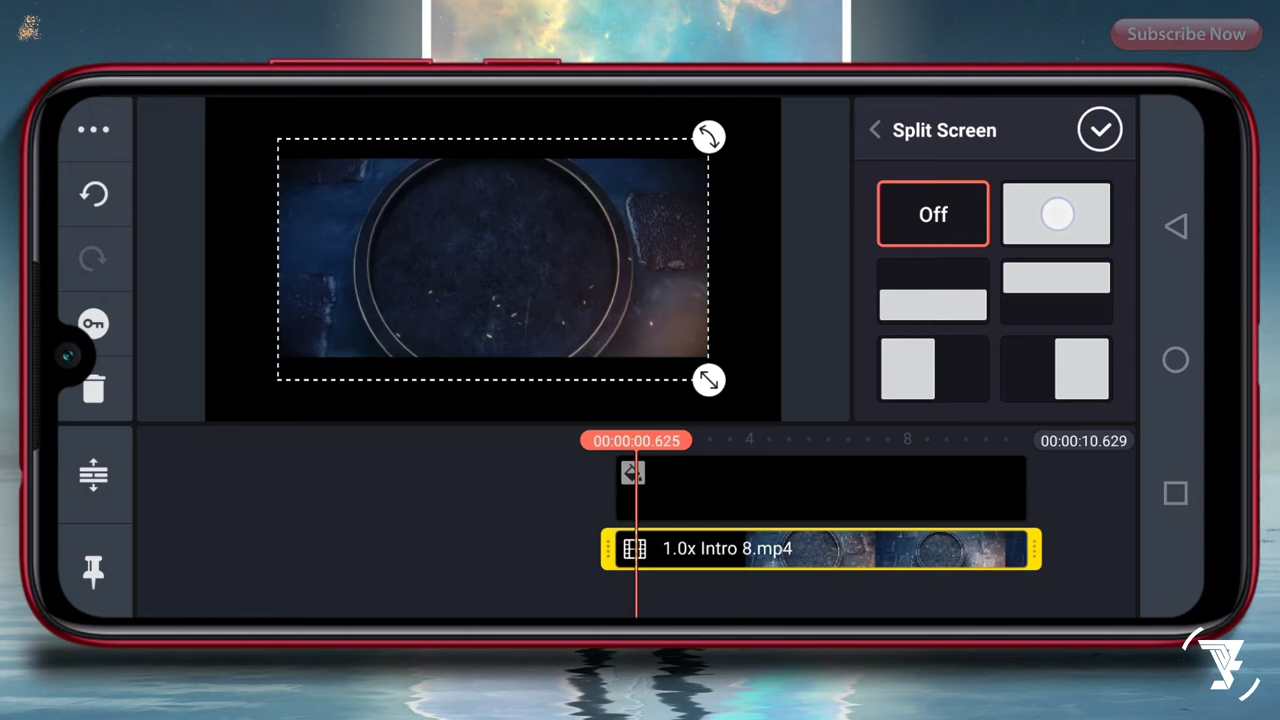 Subscribe Now
Split Screen
Off
00:00:00.625
4
8
00:00:10.629
1.0x Intro 8.mp4